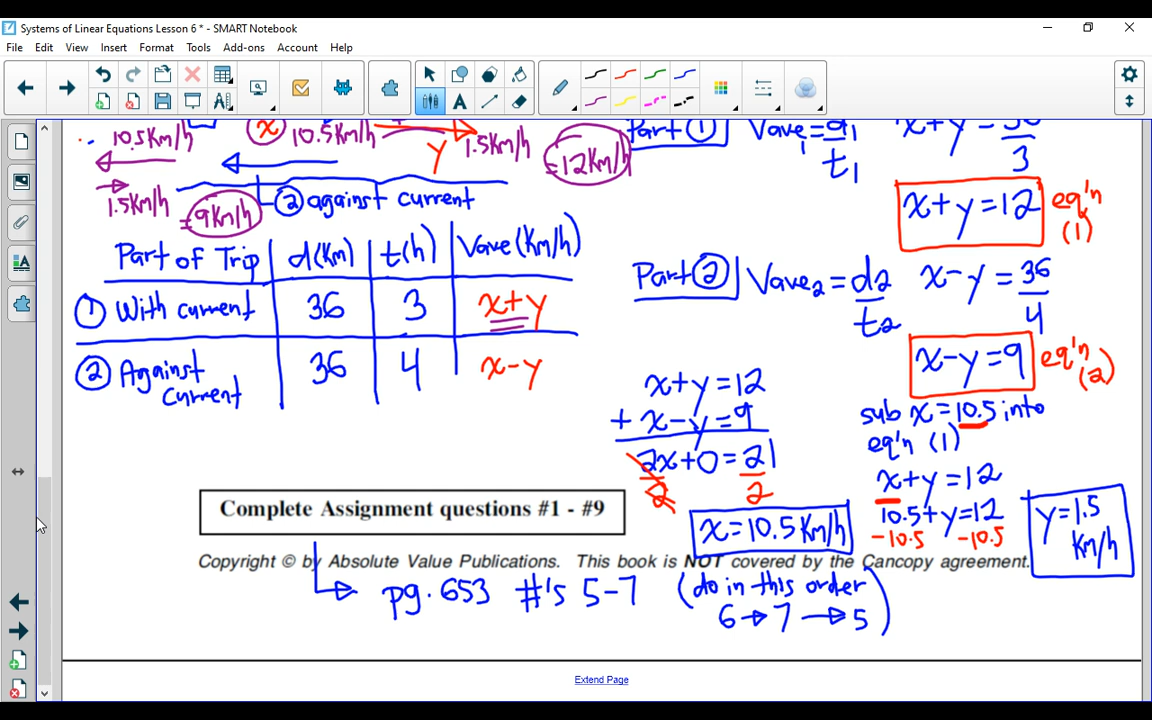 Systems of Linear Equations Lesson 6 * - SMART Notebook
File Edit View Insert Format Tools Add-ons Account Help
10.5Km/h x 10.5Km/h y 1.5Km/h =12Km/h
1.5Km/h =9Km/h
② against current
Part of Trip d(Km) t(h) Vave(Km/h)
① With current 36 3 x+y
② Against current 36 4 x-y
Part ① Vave1 = d1/t1 x+y = 36/3
x+y=12 eq'n (1)
Part ② Vave2 = d2/t2 x-y = 36/4
x-y=9 eq'n (2)
x+y=12
+ x-y=9
2x+0=21
2 2
x=10.5Km/h
sub x=10.5 into
eq'n (1)
x+y=12
10.5+y=12
-10.5 -10.5
y=1.5
Km/h
Complete Assignment questions #1 - #9
Copyright © by Absolute Value Publications. This book is NOT covered by the Cancopy agreement.
pg. 653 #'s 5-7 (do in this order
6→7→5)
Extend Page